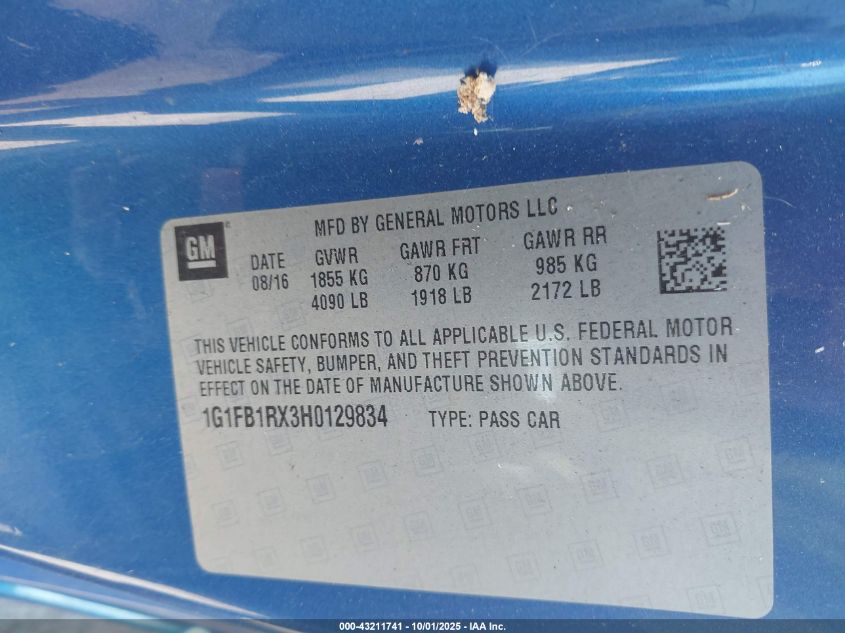 GM
MFD BY GENERAL MOTORS LLC
DATE GVWR GAWR FRT GAWR RR
08/16 1855 KG 870 KG 985 KG
4090 LB 1918 LB 2172 LB
THIS VEHICLE CONFORMS TO ALL APPLICABLE U.S. FEDERAL MOTOR
VEHICLE SAFETY, BUMPER, AND THEFT PREVENTION STANDARDS IN
EFFECT ON THE DATE OF MANUFACTURE SHOWN ABOVE.
1G1FB1RX3H0129834 TYPE: PASS CAR
000-43211741 - 10/01/2025 - IAA Inc.